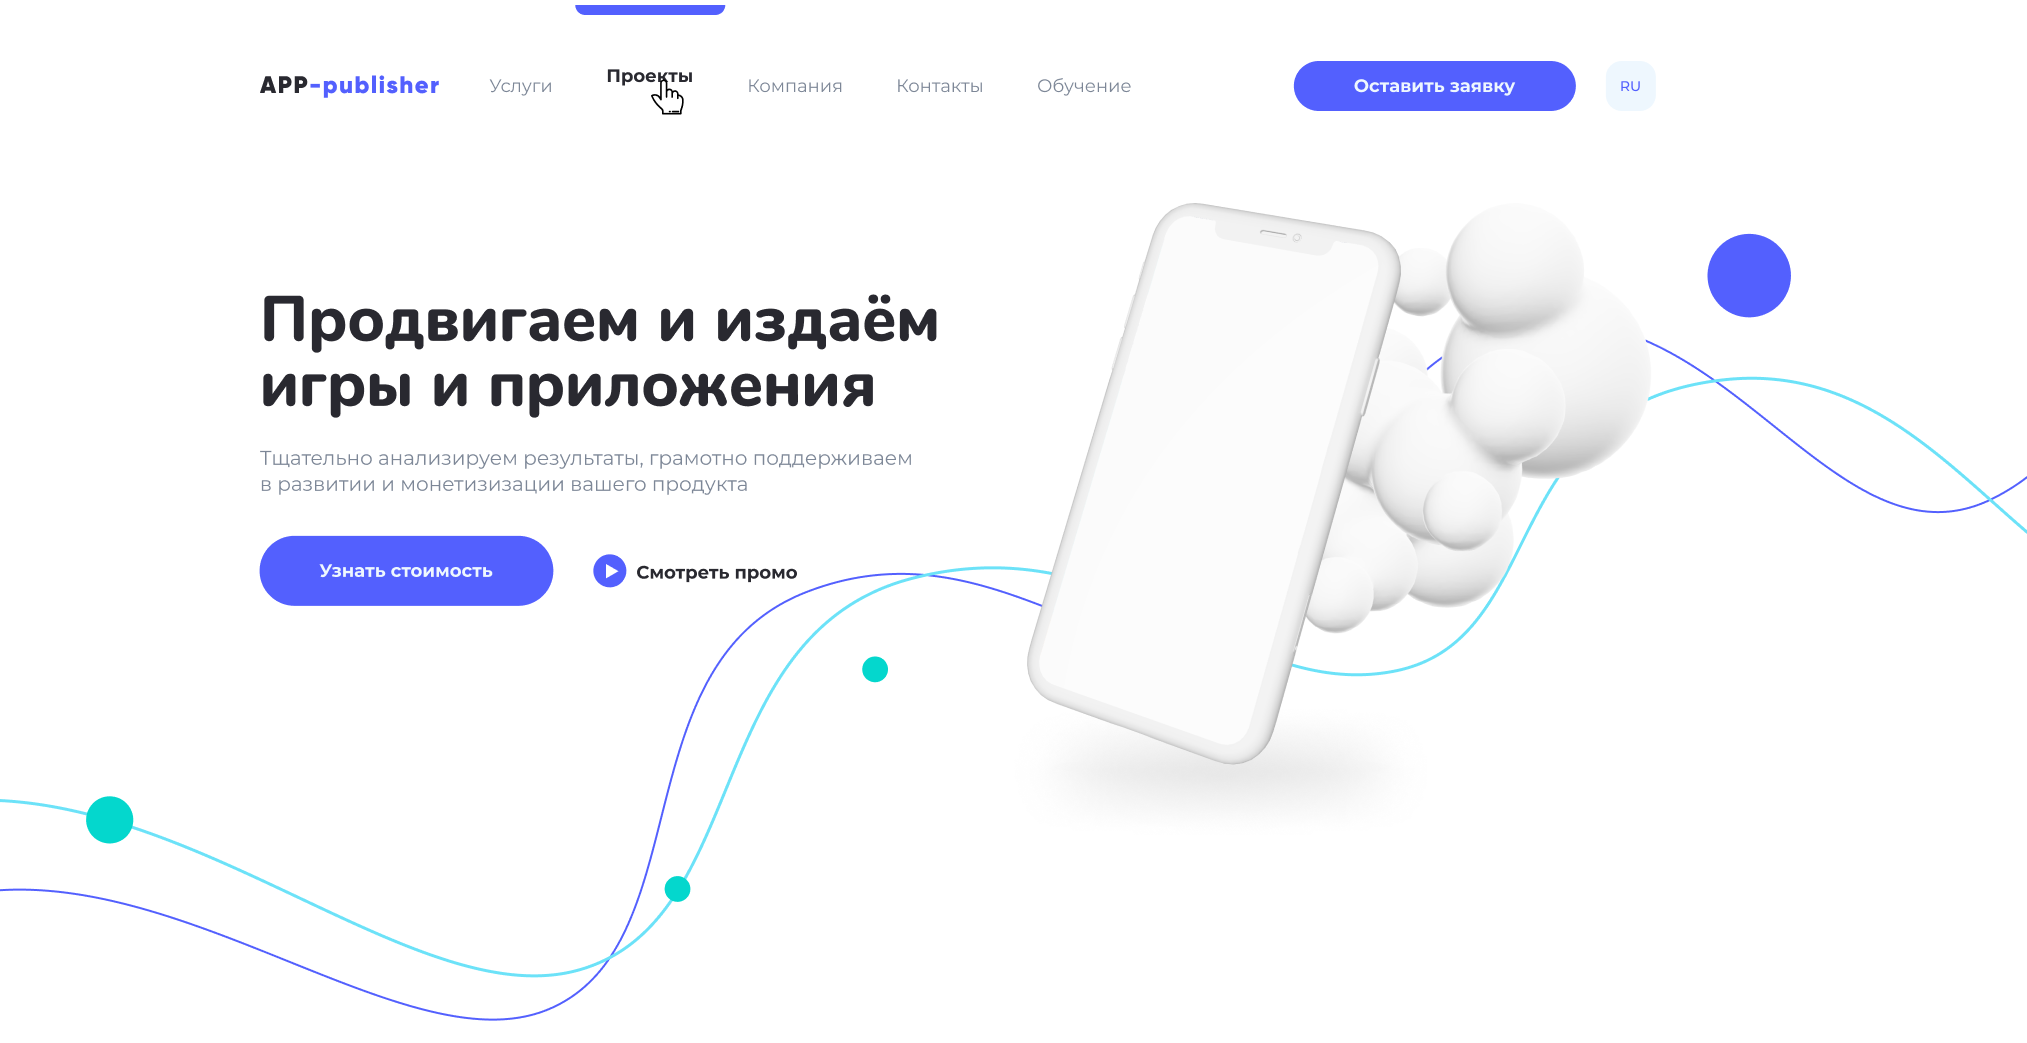 APP-publisher
Услуги
Проекты
Компания
Контакты
Обучение
Оставить заявку
RU
Продвигаем и издаём
игры и приложения
Тщательно анализируем результаты, грамотно поддерживаем
в развитии и монетизизации вашего продукта
Узнать стоимость
Смотреть промо